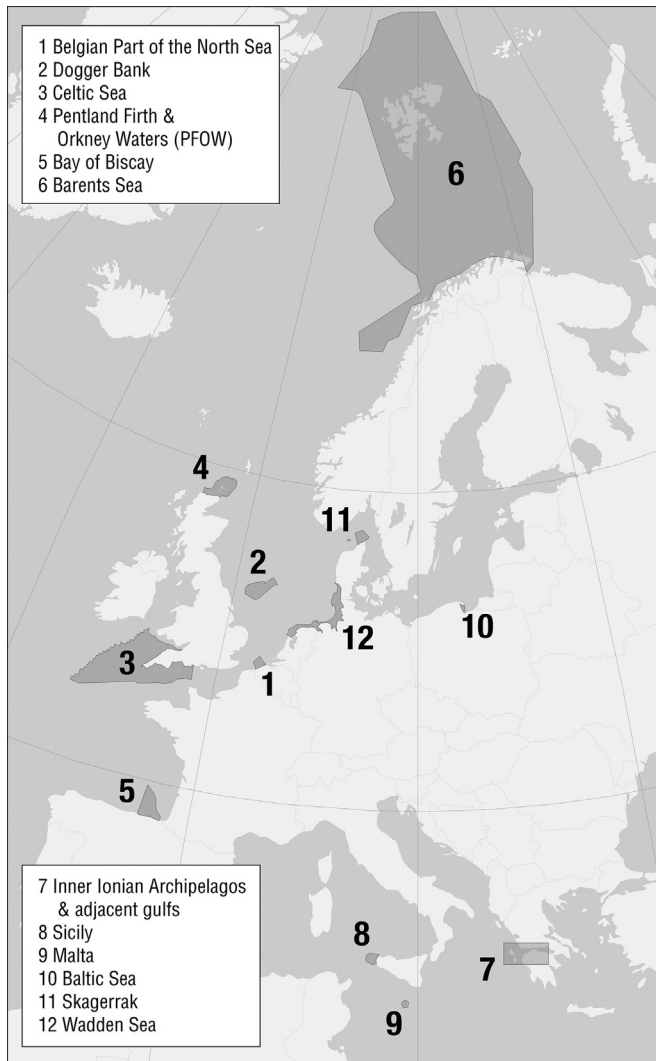 1 Belgian Part of the North Sea
2 Dogger Bank
3 Celtic Sea
4 Pentland Firth &
Orkney Waters (PFOW)
5 Bay of Biscay
6 Barents Sea
6
4
11
2
10
12
3
1
5
7 Inner Ionian Archipelagos
& adjacent gulfs
8 Sicily
9 Malta
10 Baltic Sea
11 Skagerrak
12 Wadden Sea
8
7
9